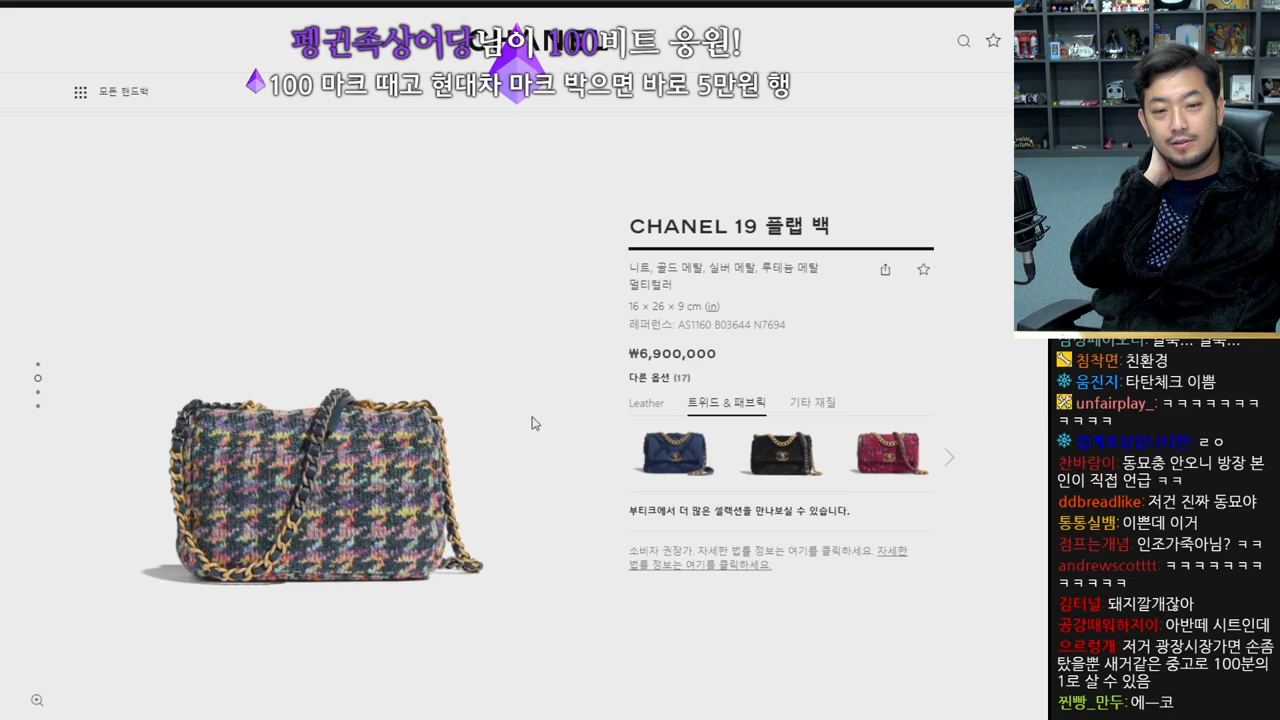 펭귄족상어당님이 100비트 응원!
CHANEL
100 마크 때고 현대차 마크 박으면 바로 5만원 행
모든 핸드백
CHANEL 19 플랩 백
니트, 골드 메탈, 실버 메탈, 루테늄 메탈
멀티컬러
16 × 26 × 9 cm (in)
레퍼런스: AS1160 B03644 N7694
₩6,900,000
다른 옵션 (17)
Leather 트위드 & 패브릭 기타 재질
부티크에서 더 많은 셀렉션을 만나보실 수 있습니다.
소비자 권장가. 자세한 법률 정보는 여기를 클릭하세요. 자세한
법률 정보는 여기를 클릭하세요.
침착면: 친환경
움진지: 타탄체크 이쁨
unfairplay_: ㅋㅋㅋㅋㅋㅋㅋ
ㅋㅋㅋㅋ
ㄹㅇ
찬바람이: 동묘충 안오니 방장 본
인이 직접 언급 ㅋㅋ
ddbreadlike: 저건 진짜 동묘야
통통실뱀: 이쁜데 이거
점프는개념: 인조가죽아님? ㅋㅋ
andrewscotttt: ㅋㅋㅋㅋㅋㅋㅋ
ㅋㅋㅋㅋㅋ
김터널: 돼지깔개잖아
공강때뭐하지이: 아반떼 시트인데
으르렁개: 저거 광장시장가면 손좀
탔을뿐 새거같은 중고로 100분의
1로 살 수 있음
찐빵_만두: 에—코